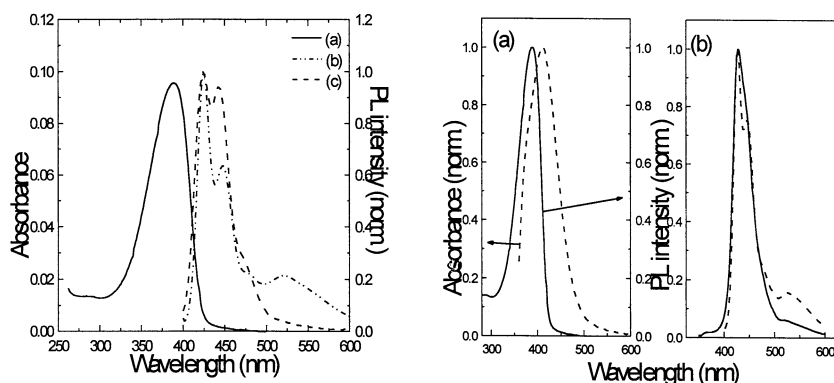 1.2
0.12
1.0
0.10
0.8
0.08
0.6
0.06
0.4
0.04
0.2
0.02
0.0
0.00
(a)
(b)
(c)
Absorbance
PL intensity (norm.)
250 300 350 400 450 500 550 600
Wavelength (nm)
(a)
1.0
0.8
0.6
0.4
0.2
0.0
Absorbance (norm.)
300 400 500 600
1.0
0.8
0.6
0.4
0.2
0.0
PL intensity (norm.)
(b)
1.0
0.8
0.6
0.4
0.2
0.0
400 500 600
Wavelength (nm)